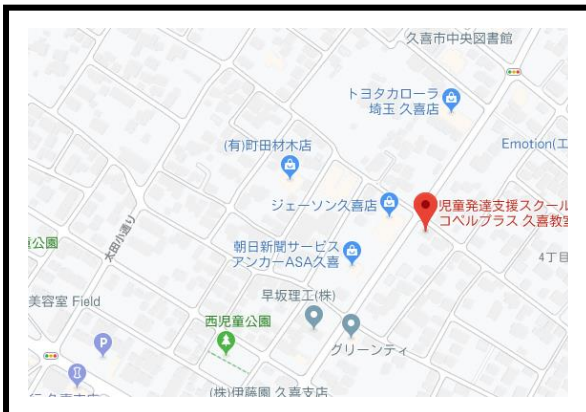 久喜市中央図書館
トヨタカローラ
埼玉 久喜店
(有)町田材木店
Emotion(エ
ジェーソン久喜店
児童発達支援スクール
コペルプラス 久喜教室
太田小通り
公園
朝日新聞サービス
アンカーASA久喜
4丁目
早坂理工(株)
美容室 Field
西児童公園
グリーンティ
P
(株)伊藤園 久喜支店